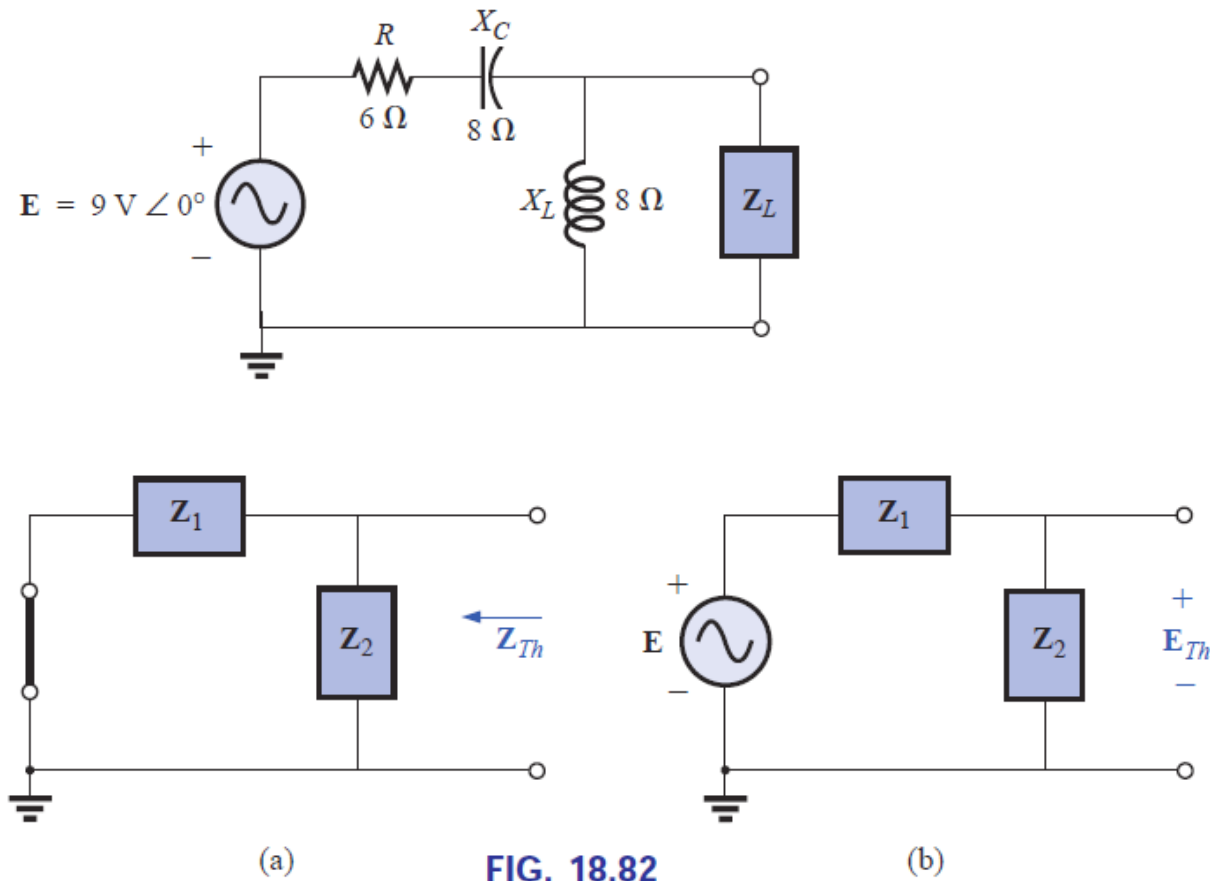 R
X_C
6 Ω
8 Ω
+
E = 9 V ∠ 0°
–
X_L
8 Ω
Z_L
Z_1
Z_2
Z_Th
(a)
Z_1
+
E
–
Z_2
+
E_Th
–
(b)
FIG. 18.82